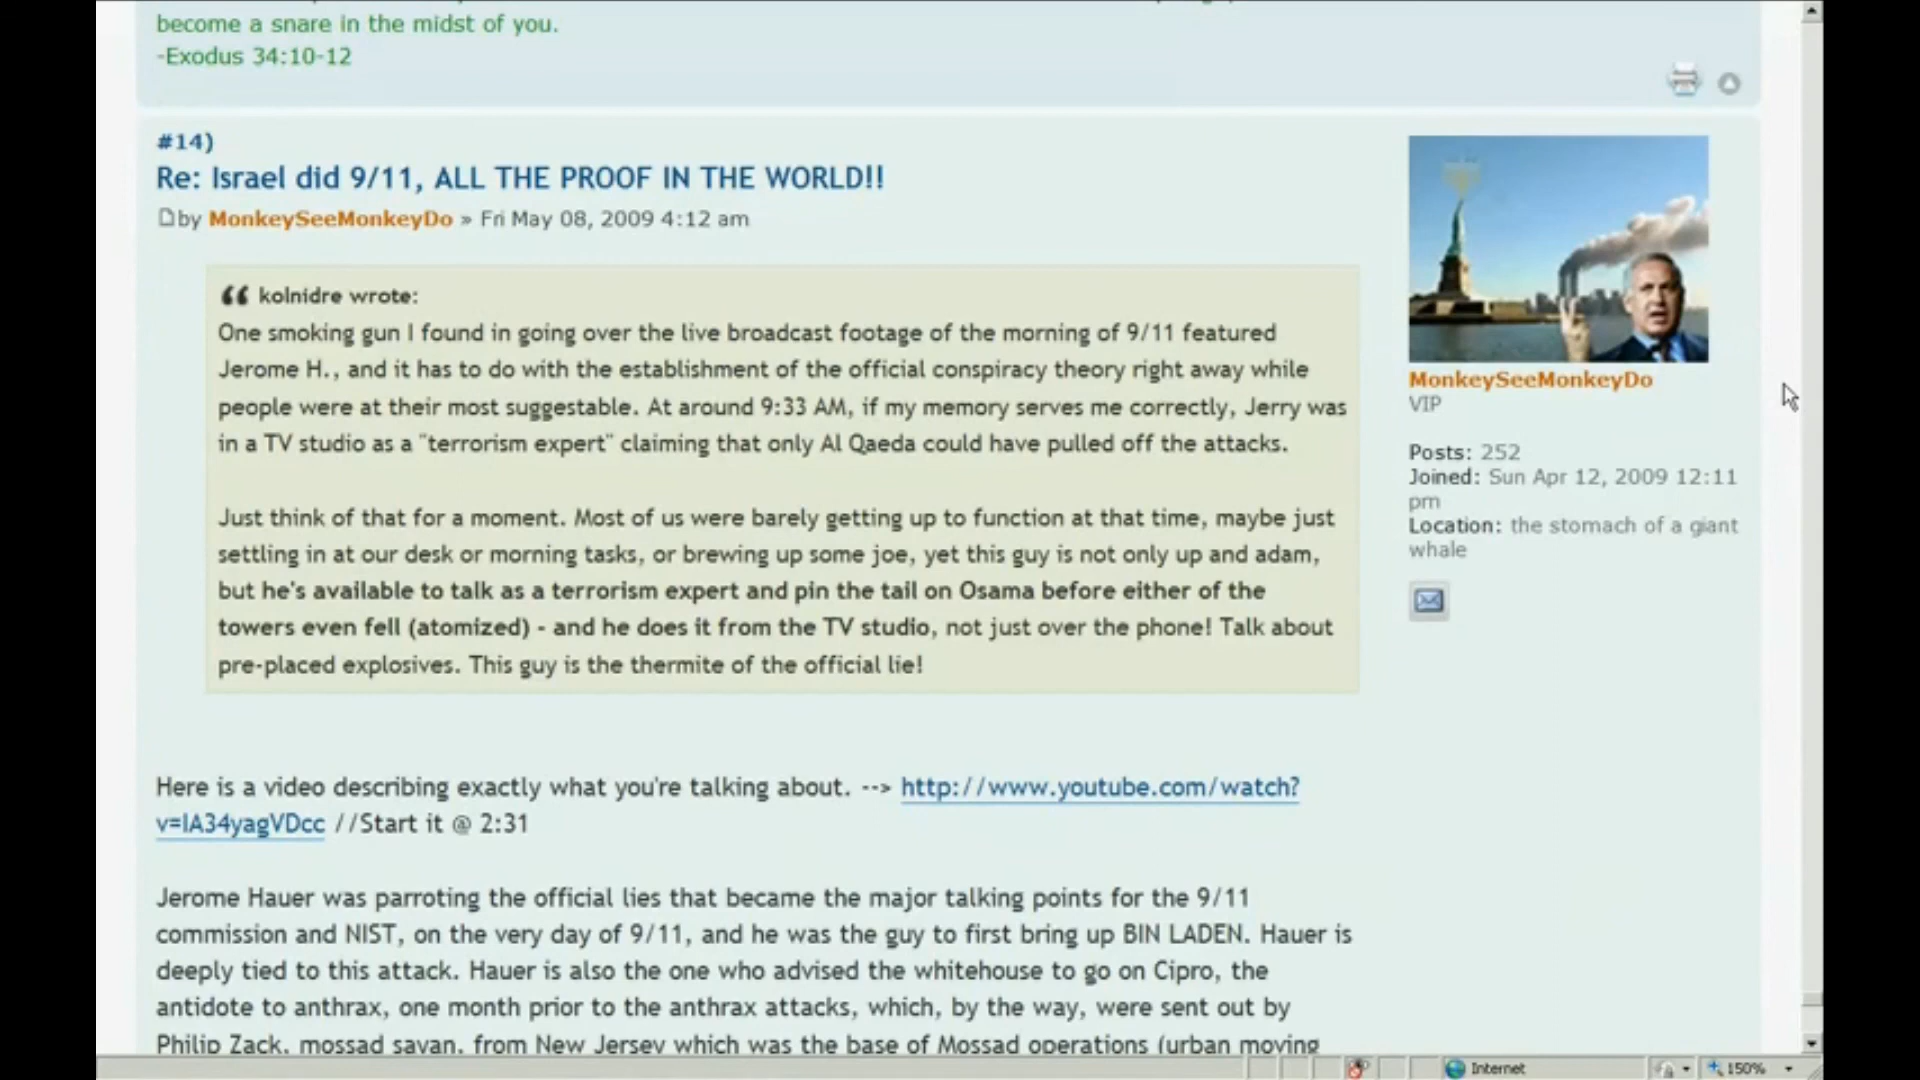 become a snare in the midst of you.
-Exodus 34:10-12
#14)
Re: Israel did 9/11, ALL THE PROOF IN THE WORLD!!
by MonkeySeeMonkeyDo » Fri May 08, 2009 4:12 am
kolnidre wrote:
One smoking gun I found in going over the live broadcast footage of the morning of 9/11 featured
Jerome H., and it has to do with the establishment of the official conspiracy theory right away while
people were at their most suggestable. At around 9:33 AM, if my memory serves me correctly, Jerry was
in a TV studio as a "terrorism expert" claiming that only Al Qaeda could have pulled off the attacks.
Just think of that for a moment. Most of us were barely getting up to function at that time, maybe just
settling in at our desk or morning tasks, or brewing up some joe, yet this guy is not only up and adam,
but he's available to talk as a terrorism expert and pin the tail on Osama before either of the
towers even fell (atomized) - and he does it from the TV studio, not just over the phone! Talk about
pre-placed explosives. This guy is the thermite of the official lie!
Here is a video describing exactly what you're talking about. --> http://www.youtube.com/watch?
v=IA34yagVDcc //Start it @ 2:31
Jerome Hauer was parroting the official lies that became the major talking points for the 9/11
commission and NIST, on the very day of 9/11, and he was the guy to first bring up BIN LADEN. Hauer is
deeply tied to this attack. Hauer is also the one who advised the whitehouse to go on Cipro, the
antidote to anthrax, one month prior to the anthrax attacks, which, by the way, were sent out by
Philip Zack, mossad sayan, from New Jersey which was the base of Mossad operations (urban moving
MonkeySeeMonkeyDo
VIP
Posts: 252
Joined: Sun Apr 12, 2009 12:11
pm
Location: the stomach of a giant
whale
Internet
150%